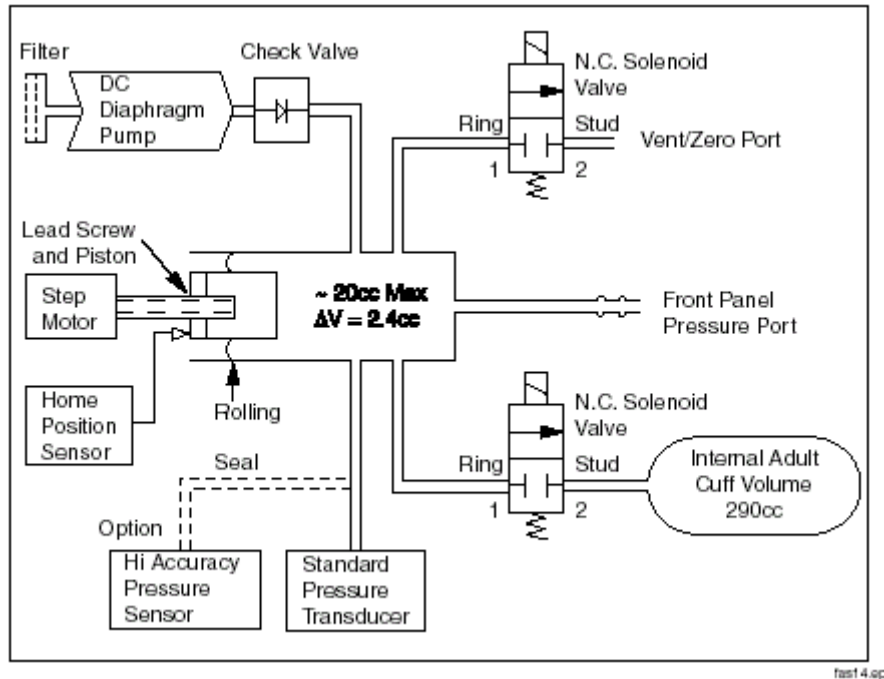 Filter
DC
Diaphragm
Pump
Check Valve
N.C. Solenoid
Valve
Ring
Stud
1
2
Vent/Zero Port
Lead Screw
and Piston
Step
Motor
~ 20cc Max
ΔV = 2.4cc
Front Panel
Pressure Port
Home
Position
Sensor
Rolling
Seal
Option
Hi Accuracy
Pressure
Sensor
Standard
Pressure
Transducer
N.C. Solenoid
Valve
Ring
Stud
1
2
Internal Adult
Cuff Volume
290cc